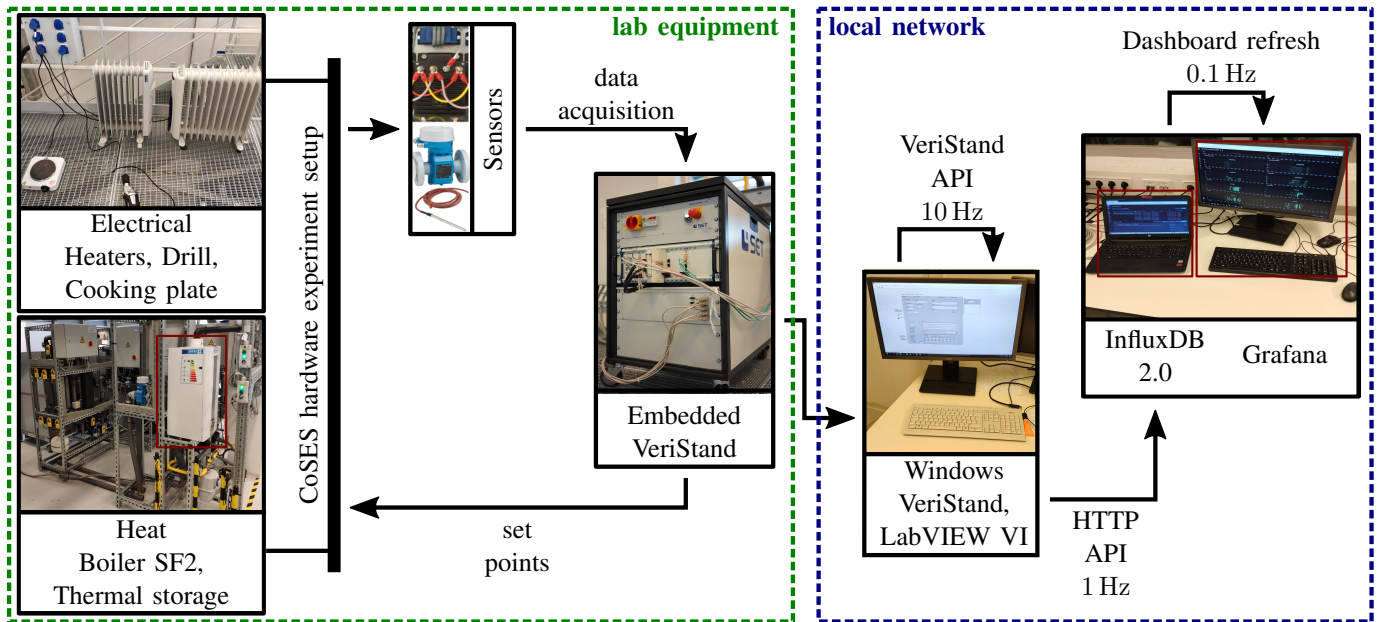 lab equipment
Electrical
Heaters, Drill,
Cooking plate
Heat
Boiler SF2,
Thermal storage
CoSES hardware experiment setup
Sensors
data
acquisition
SET
Embedded
VeriStand
set
points
local network
VeriStand
API
10 Hz
Windows
VeriStand,
LabVIEW VI
HTTP
API
1 Hz
Dashboard refresh
0.1 Hz
InfluxDB
2.0
Grafana